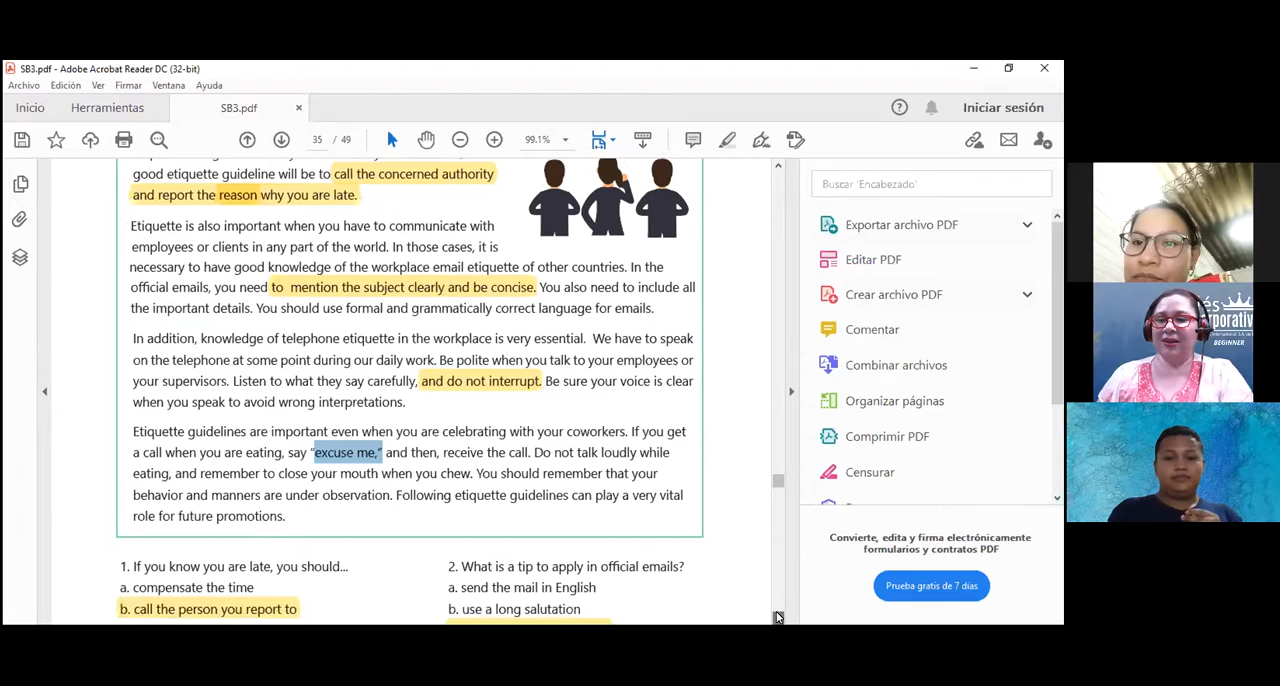 SB3.pdf - Adobe Acrobat Reader DC (32-bit)
Archivo Edición Ver Firmar Ventana Ayuda
Inicio Herramientas SB3.pdf × Iniciar sesión
35 / 49 99.1%
good etiquette guideline will be to call the concerned authority
and report the reason why you are late.
Etiquette is also important when you have to communicate with
employees or clients in any part of the world. In those cases, it is
necessary to have good knowledge of the workplace email etiquette of other countries. In the
official emails, you need to mention the subject clearly and be concise. You also need to include all
the important details. You should use formal and grammatically correct language for emails.
In addition, knowledge of telephone etiquette in the workplace is very essential. We have to speak
on the telephone at some point during our daily work. Be polite when you talk to your employees or
your supervisors. Listen to what they say carefully, and do not interrupt. Be sure your voice is clear
when you speak to avoid wrong interpretations.
Etiquette guidelines are important even when you are celebrating with your coworkers. If you get
a call when you are eating, say “excuse me,” and then, receive the call. Do not talk loudly while
eating, and remember to close your mouth when you chew. You should remember that your
behavior and manners are under observation. Following etiquette guidelines can play a very vital
role for future promotions.
1. If you know you are late, you should...
a. compensate the time
b. call the person you report to
2. What is a tip to apply in official emails?
a. send the mail in English
b. use a long salutation
Buscar 'Encabezado'
Exportar archivo PDF
Editar PDF
Crear archivo PDF
Comentar
Combinar archivos
Organizar páginas
Comprimir PDF
Censurar
Convierte, edita y firma electrónicamente
formularios y contratos PDF
Prueba gratis de 7 días
BEGINNER